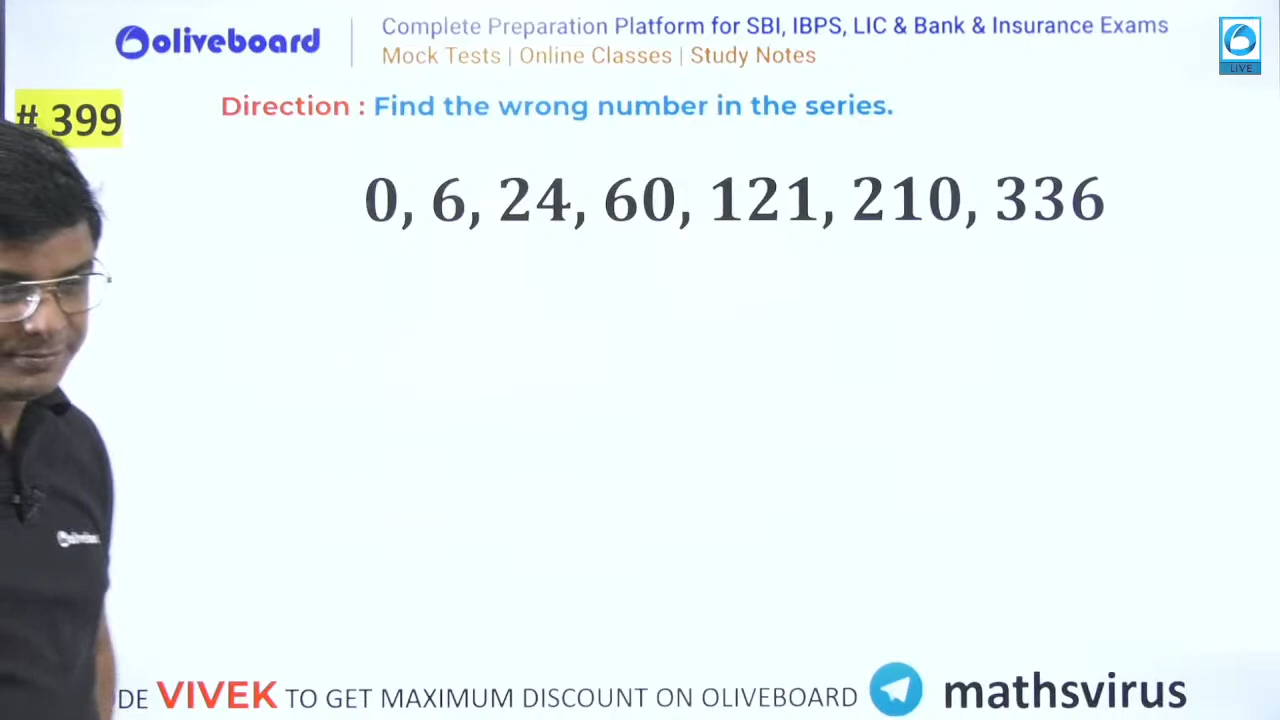 oliveboard
Complete Preparation Platform for SBI, IBPS, LIC & Bank & Insurance Exams
Mock Tests | Online Classes | Study Notes
LIVE
# 399
Direction : Find the wrong number in the series.
0, 6, 24, 60, 121, 210, 336
DE VIVEK TO GET MAXIMUM DISCOUNT ON OLIVEBOARD
mathsvirus